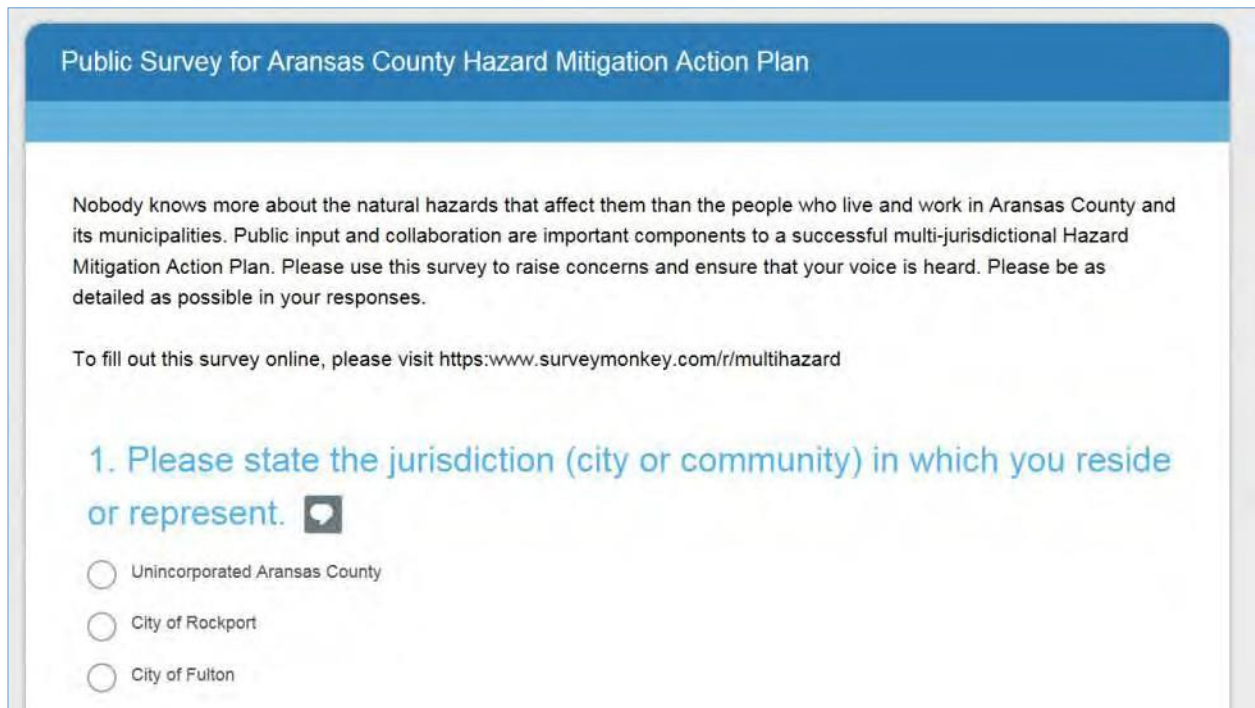 Public Survey for Aransas County Hazard Mitigation Action Plan
Nobody knows more about the natural hazards that affect them than the people who live and work in Aransas County and
its municipalities. Public input and collaboration are important components to a successful multi-jurisdictional Hazard
Mitigation Action Plan. Please use this survey to raise concerns and ensure that your voice is heard. Please be as
detailed as possible in your responses.
To fill out this survey online, please visit https:www.surveymonkey.com/r/multihazard
1. Please state the jurisdiction (city or community) in which you reside
or represent.
Unincorporated Aransas County
City of Rockport
City of Fulton